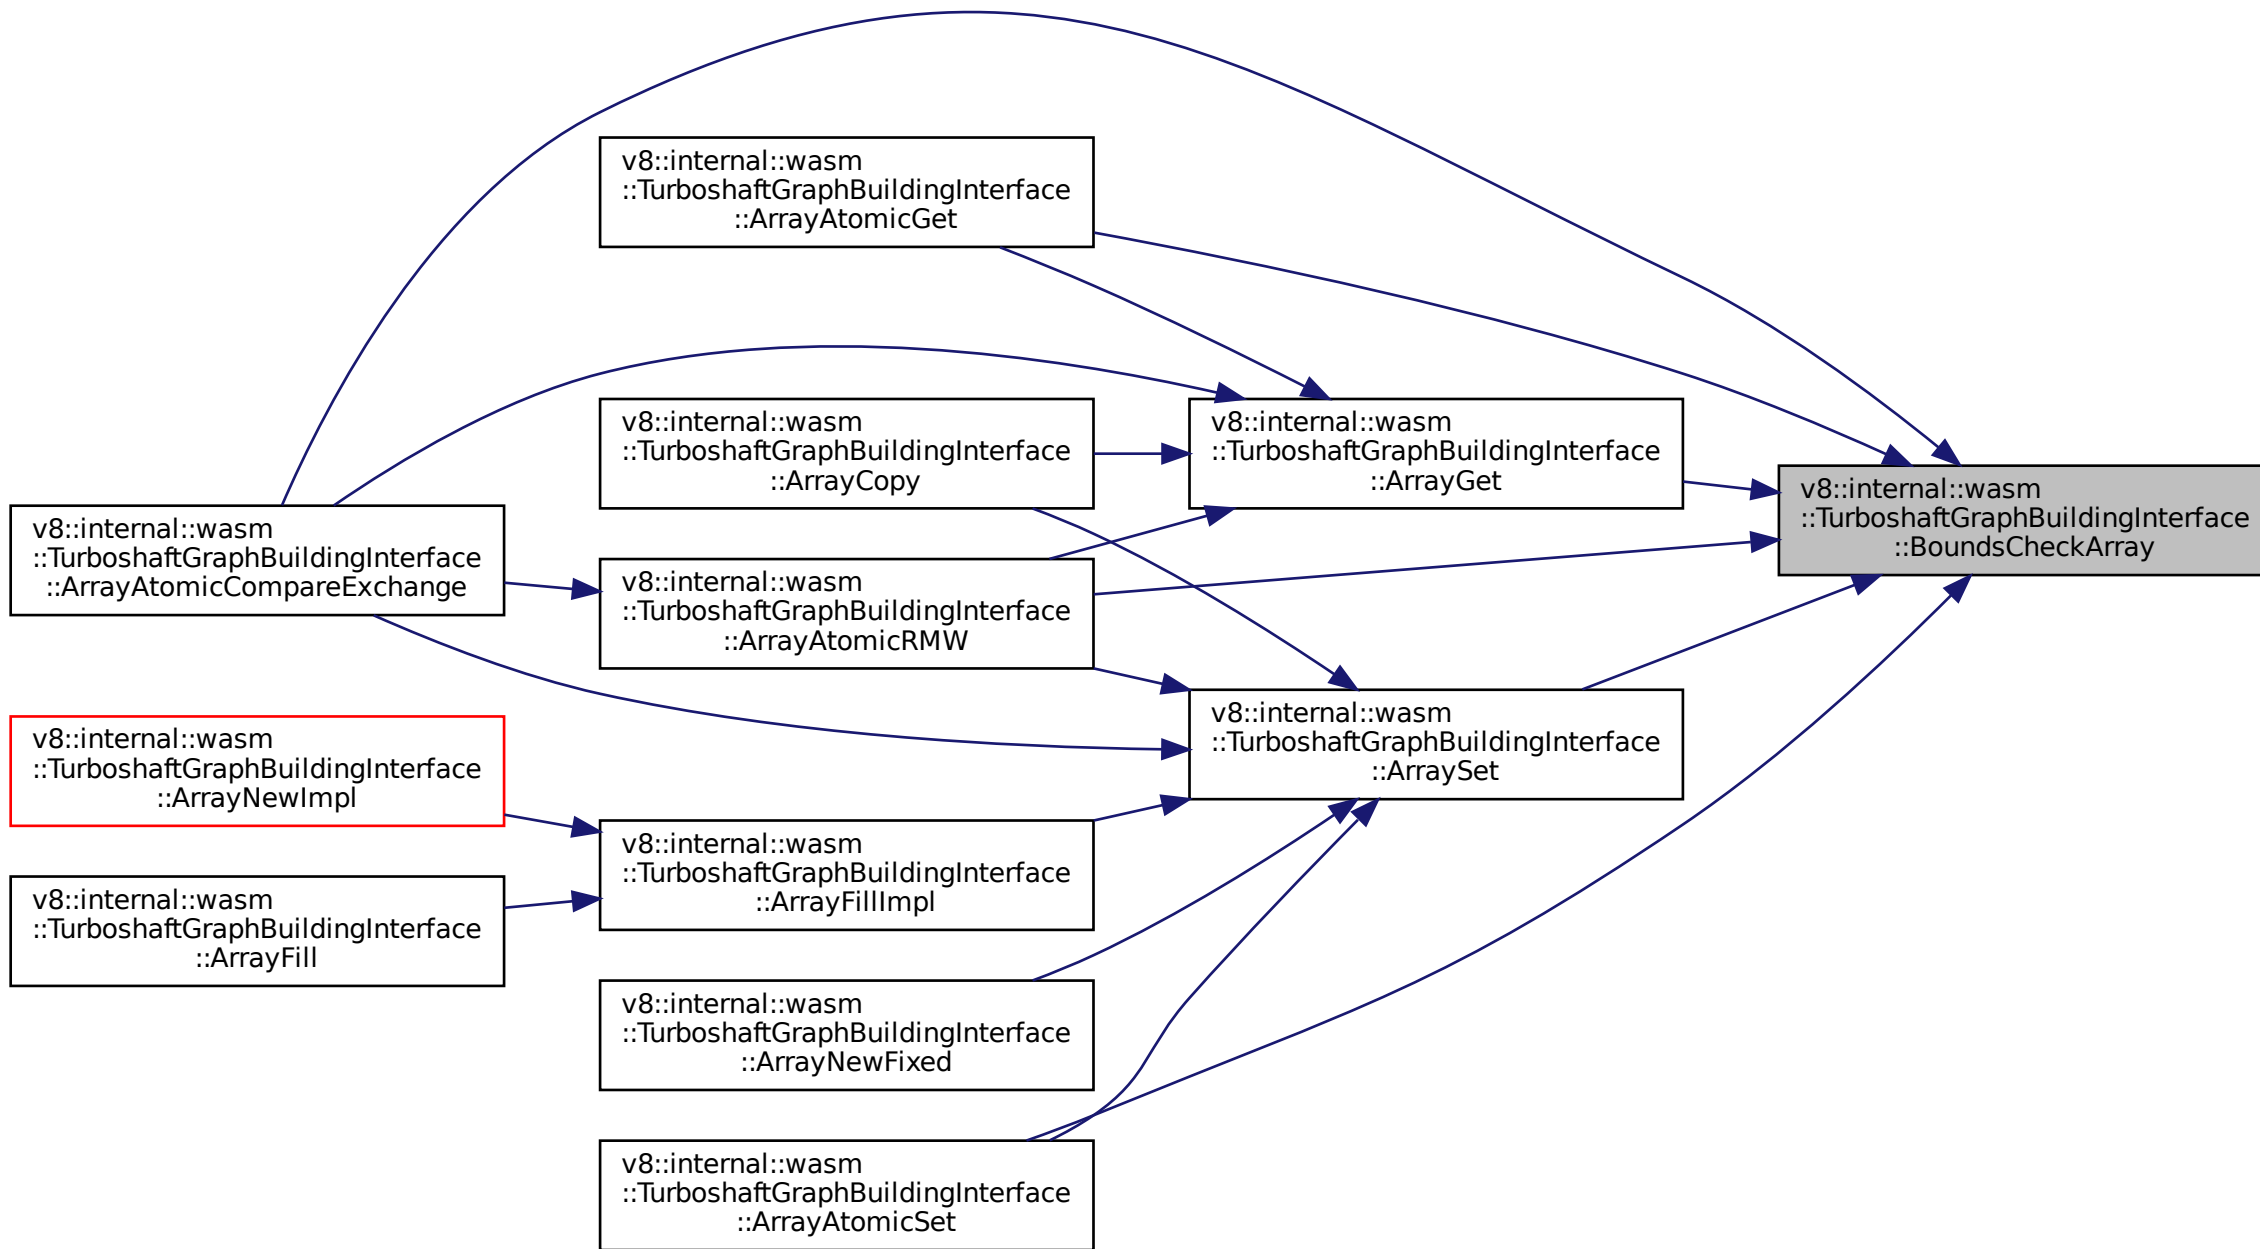 v8::internal::wasm
::TurboshaftGraphBuildingInterface
::ArrayAtomicGet
v8::internal::wasm
::TurboshaftGraphBuildingInterface
::ArrayCopy
v8::internal::wasm
::TurboshaftGraphBuildingInterface
::ArrayGet
v8::internal::wasm
::TurboshaftGraphBuildingInterface
::BoundsCheckArray
v8::internal::wasm
::TurboshaftGraphBuildingInterface
::ArrayAtomicCompareExchange
v8::internal::wasm
::TurboshaftGraphBuildingInterface
::ArrayAtomicRMW
v8::internal::wasm
::TurboshaftGraphBuildingInterface
::ArraySet
v8::internal::wasm
::TurboshaftGraphBuildingInterface
::ArrayNewImpl
v8::internal::wasm
::TurboshaftGraphBuildingInterface
::ArrayFillImpl
v8::internal::wasm
::TurboshaftGraphBuildingInterface
::ArrayFill
v8::internal::wasm
::TurboshaftGraphBuildingInterface
::ArrayNewFixed
v8::internal::wasm
::TurboshaftGraphBuildingInterface
::ArrayAtomicSet